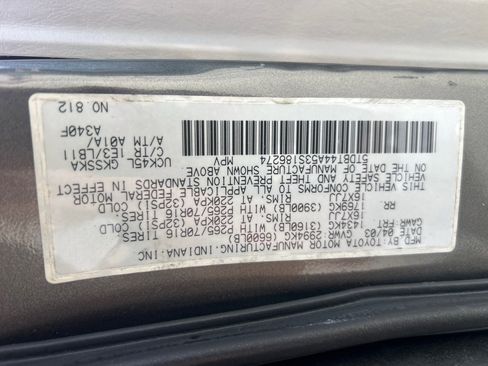 MFD.BY:TOYOTA MOTOR MANUFACTURING.INDIANA.INC
DATE 04/03 GVWR:2994KG(6600LB)
GAWR:FRT: 1434KG(3160LB)WITH P265/70R16 TIRES
16X7JJ RIMS. AT. 220KPA(32PSI) COLD
RR: 1769KG(3900LB)WITH P265/70R16 TIRES
16X7JJ RIMS. AT. 220KPA(32PSI) COLD
THIS VEHICLE CONFORMS TO ALL APPLICABLE FEDERAL MOTOR
VEHICLE SAFETY AND THEFT PREVENTION STANDARDS IN EFFECT
ON THE DATE OF MANUFACTURE SHOWN ABOVE.
5TDBT44A53S166274 MPV
UCK45L GKSSKA
C/TR 1E3/LB11
A/TM A01A/ A340F
NO.812